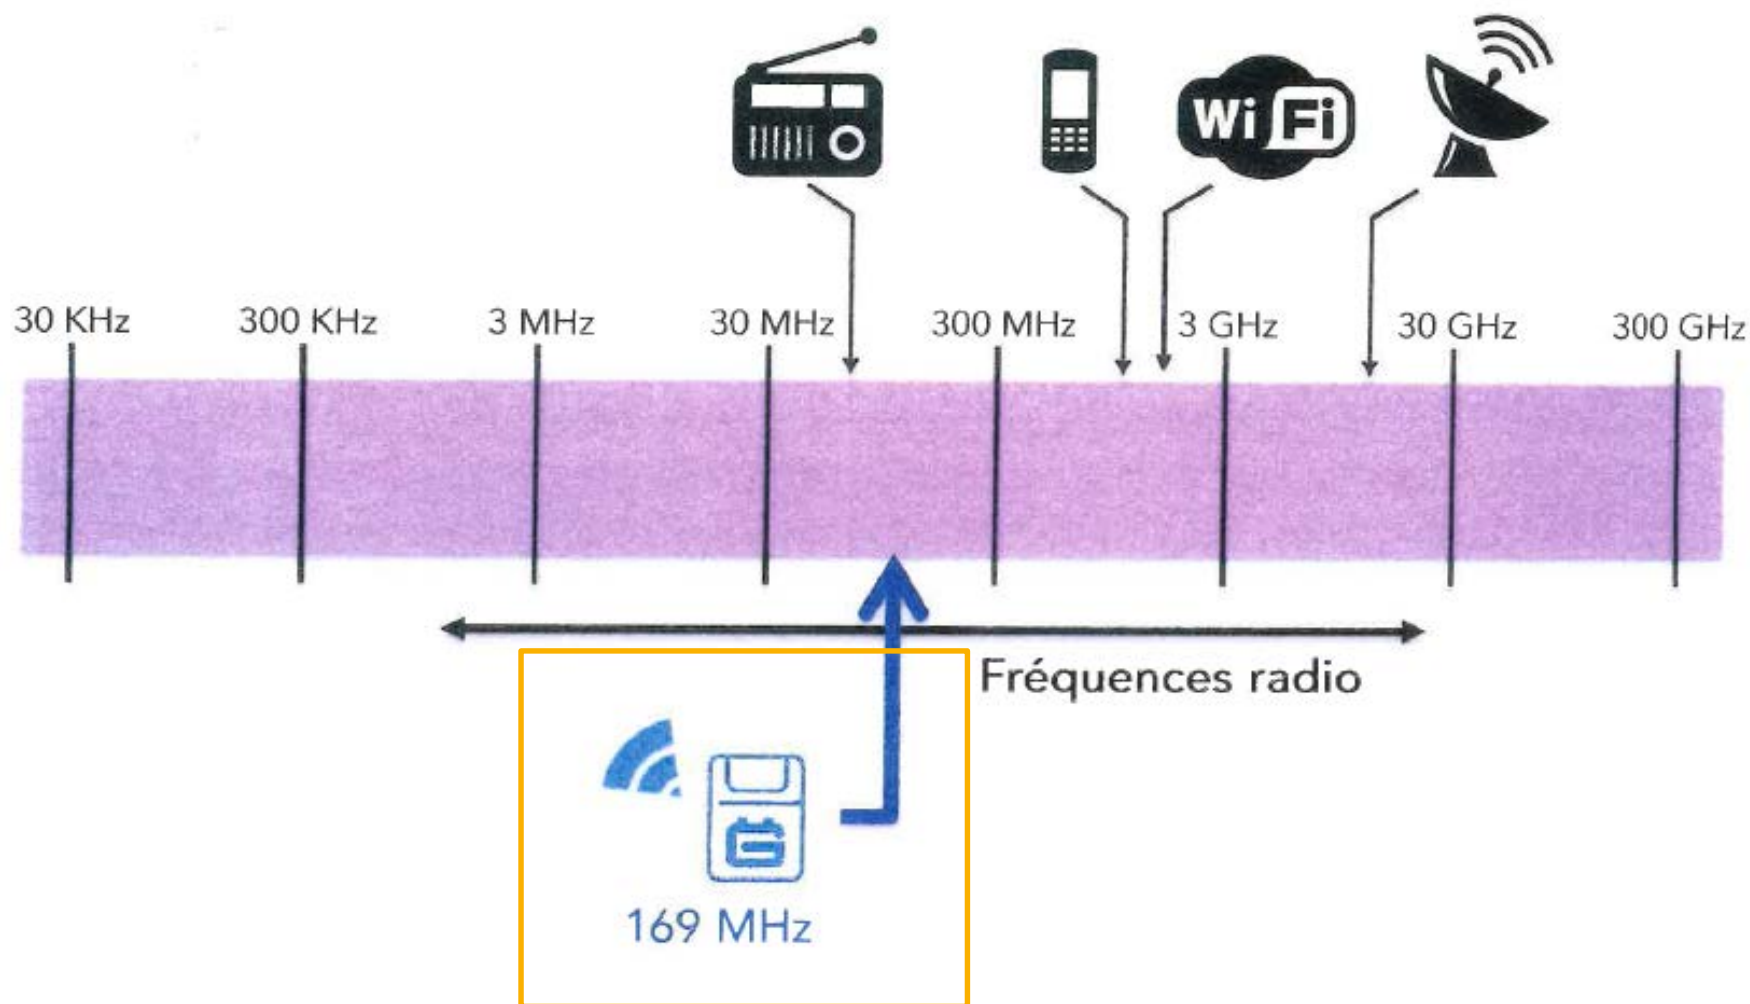 Wi Fi
30 KHz 300 KHz 3 MHz 30 MHz 300 MHz 3 GHz 30 GHz 300 GHz
Fréquences radio
G
169 MHz